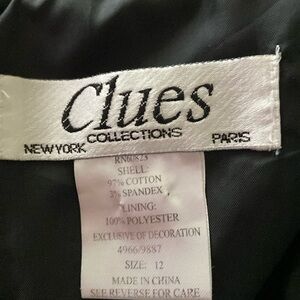 Clues
COLLECTIONS
NEW YORK PARIS
RN60823
SHELL:
97% COTTON
3% SPANDEX
LINING:
100% POLYESTER
EXCLUSIVE OF DECORATION
4966/9887
SIZE: 12
MADE IN CHINA
SEE REVERSE FOR CARE